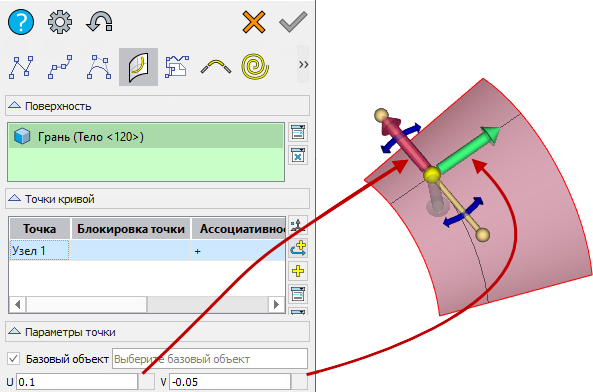 Поверхность
Грань (Тело <120>)
Точки кривой
Точка Блокировка точки Ассоциативнос
Узел 1 +
Параметры точки
Базовый объект Выберите базовый объект
U 0.1 V -0.05